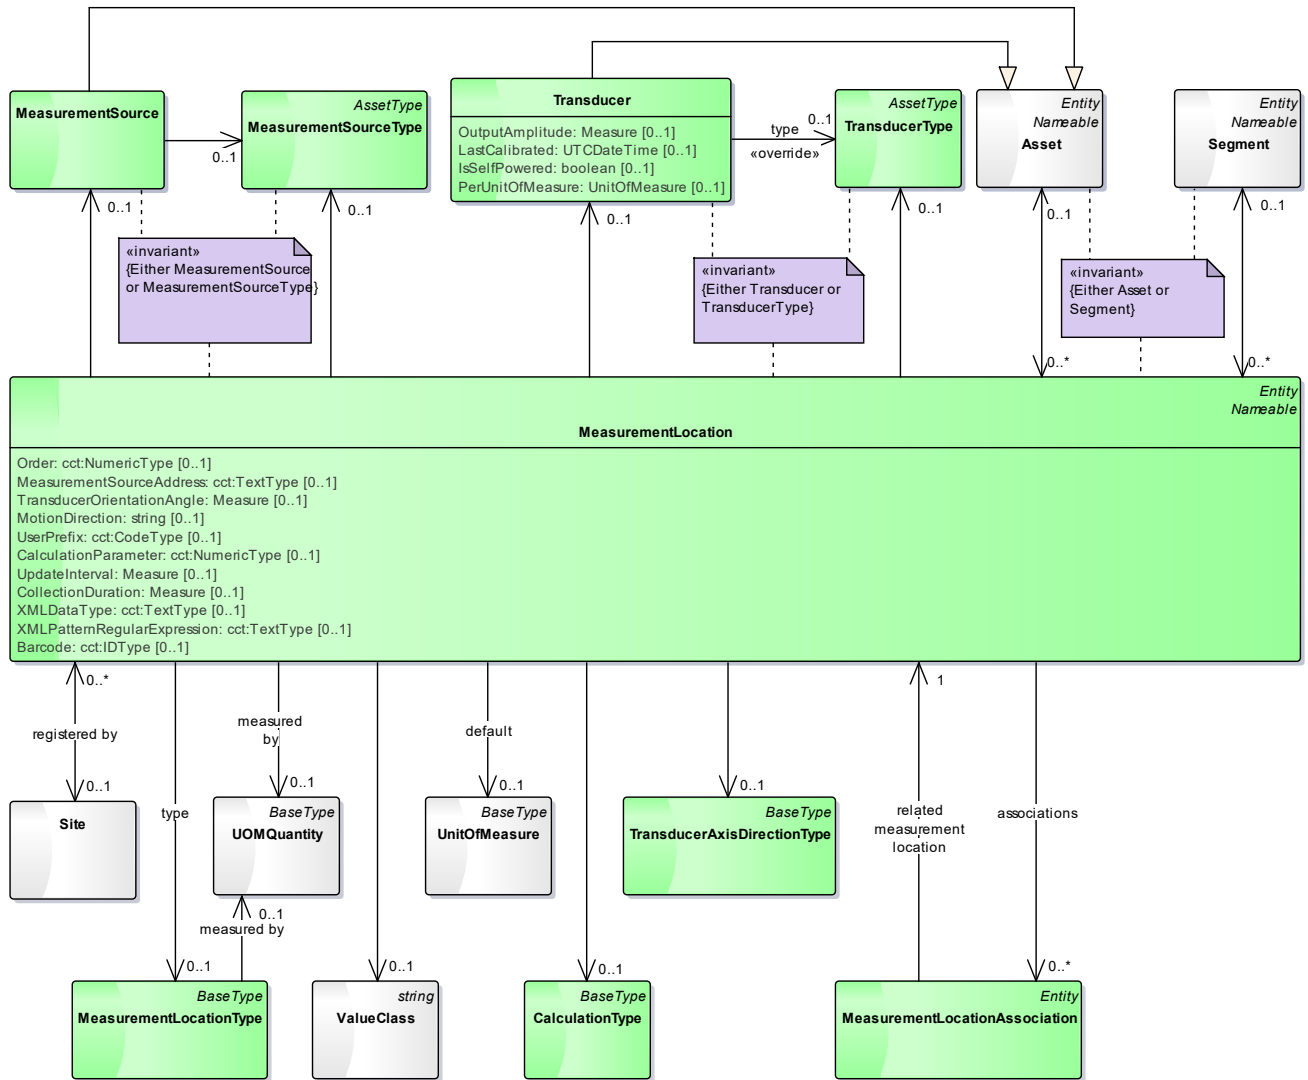 MeasurementSource
0..1
AssetType
MeasurementSourceType
Transducer
OutputAmplitude: Measure [0..1]
LastCalibrated: UTCDateTime [0..1]
IsSelfPowered: boolean [0..1]
PerUnitOfMeasure: UnitOfMeasure [0..1]
type
«override»
0..1
AssetType
TransducerType
Entity
Nameable
Asset
Entity
Nameable
Segment
0..1
0..1
0..1
0..1
0..1
0..1
«invariant»
{Either MeasurementSource
or MeasurementSourceType}
«invariant»
{Either Transducer or
TransducerType}
«invariant»
{Either Asset or
Segment}
0..*
0..*
Entity
Nameable
MeasurementLocation
Order: cct:NumericType [0..1]
MeasurementSourceAddress: cct:TextType [0..1]
TransducerOrientationAngle: Measure [0..1]
MotionDirection: string [0..1]
UserPrefix: cct:CodeType [0..1]
CalculationParameter: cct:NumericType [0..1]
UpdateInterval: Measure [0..1]
CollectionDuration: Measure [0..1]
XMLDataType: cct:TextType [0..1]
XMLPatternRegularExpression: cct:TextType [0..1]
Barcode: cct:IDType [0..1]
0..*
1
registered by
measured
by
default
0..1
0..1
0..1
0..1
type
related
measurement
location
associations
Site
BaseType
UOMQuantity
BaseType
UnitOfMeasure
BaseType
TransducerAxisDirectionType
0..1
measured by
0..1
0..1
0..1
0..*
BaseType
MeasurementLocationType
string
ValueClass
BaseType
CalculationType
Entity
MeasurementLocationAssociation